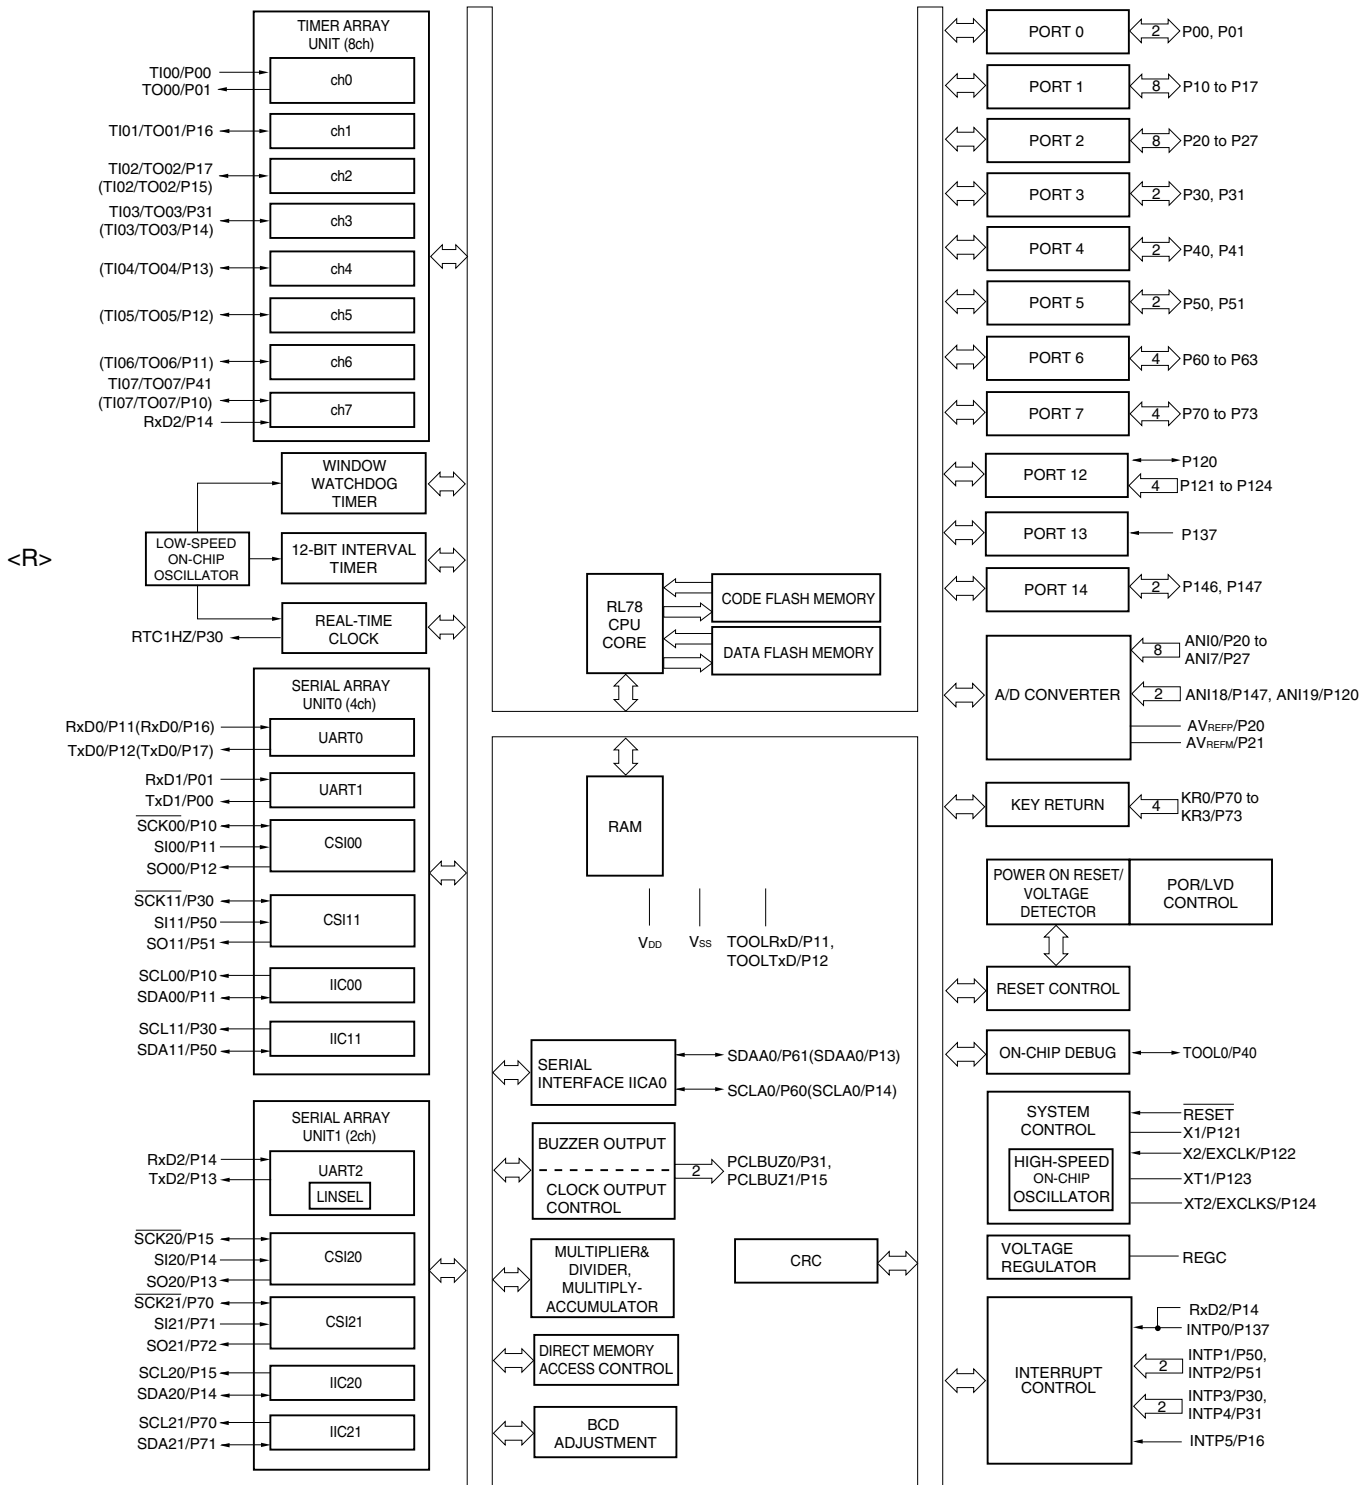 TIMER ARRAY
UNIT (8ch)
TI00/P00
TO00/P01
ch0
TI01/TO01/P16
ch1
TI02/TO02/P17
(TI02/TO02/P15)
ch2
TI03/TO03/P31
(TI03/TO03/P14)
ch3
(TI04/TO04/P13)
ch4
(TI05/TO05/P12)
ch5
(TI06/TO06/P11)
ch6
TI07/TO07/P41
(TI07/TO07/P10)
RxD2/P14
ch7
WINDOW
WATCHDOG
TIMER
<R>
LOW-SPEED
ON-CHIP
OSCILLATOR
12-BIT INTERVAL
TIMER
REAL-TIME
CLOCK
RTC1HZ/P30
SERIAL ARRAY
UNIT0 (4ch)
RxD0/P11(RxD0/P16)
TxD0/P12(TxD0/P17)
UART0
RxD1/P01
TxD1/P00
UART1
SCK00/P10
SI00/P11
SO00/P12
CSI00
SCK11/P30
SI11/P50
SO11/P51
CSI11
SCL00/P10
SDA00/P11
IIC00
SCL11/P30
SDA11/P50
IIC11
SERIAL ARRAY
UNIT1 (2ch)
RxD2/P14
TxD2/P13
UART2
LINSEL
SCK20/P15
SI20/P14
SO20/P13
CSI20
SCK21/P70
SI21/P71
SO21/P72
CSI21
SCL20/P15
SDA20/P14
IIC20
SCL21/P70
SDA21/P71
IIC21
RL78
CPU
CORE
CODE FLASH MEMORY
DATA FLASH MEMORY
RAM
VDD
VSS
TOOLRxD/P11,
TOOLTxD/P12
SERIAL
INTERFACE IICA0
SDAA0/P61(SDAA0/P13)
SCLA0/P60(SCLA0/P14)
BUZZER OUTPUT
CLOCK OUTPUT
CONTROL
2
PCLBUZ0/P31,
PCLBUZ1/P15
MULTIPLIER&
DIVIDER,
MULITIPLY-
ACCUMULATOR
CRC
DIRECT MEMORY
ACCESS CONTROL
BCD
ADJUSTMENT
PORT 0
2
P00, P01
PORT 1
8
P10 to P17
PORT 2
8
P20 to P27
PORT 3
2
P30, P31
PORT 4
2
P40, P41
PORT 5
2
P50, P51
PORT 6
4
P60 to P63
PORT 7
4
P70 to P73
PORT 12
P120
4
P121 to P124
PORT 13
P137
PORT 14
2
P146, P147
A/D CONVERTER
8
ANI0/P20 to
ANI7/P27
2
ANI18/P147, ANI19/P120
AVREFP/P20
AVREFM/P21
KEY RETURN
4
KR0/P70 to
KR3/P73
POWER ON RESET/
VOLTAGE
DETECTOR
POR/LVD
CONTROL
RESET CONTROL
ON-CHIP DEBUG
TOOL0/P40
SYSTEM
CONTROL
HIGH-SPEED
ON-CHIP
OSCILLATOR
RESET
X1/P121
X2/EXCLK/P122
XT1/P123
XT2/EXCLKS/P124
VOLTAGE
REGULATOR
REGC
INTERRUPT
CONTROL
RxD2/P14
INTP0/P137
2
INTP1/P50,
INTP2/P51
2
INTP3/P30,
INTP4/P31
INTP5/P16